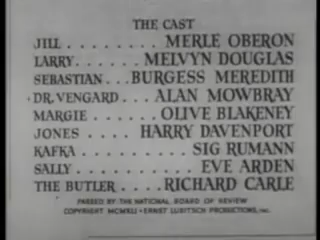 THE CAST
JILL ........ MERLE OBERON
LARRY...... MELVYN DOUGLAS
SEBASTIAN ...BURGESS MEREDITH
DR. VENGARD ... ALAN MOWBRAY
MARGIE ...... OLIVE BLAKENEY
JONES .... HARRY DAVENPORT
KAFKA........ SIG RUMANN
SALLY ......... EVE ARDEN
THE BUTLER .... RICHARD CARLE
PASSED BY THE NATIONAL BOARD OF REVIEW
COPYRIGHT MCMXLI - ERNST LUBITSCH PRODUCTIONS, INC.